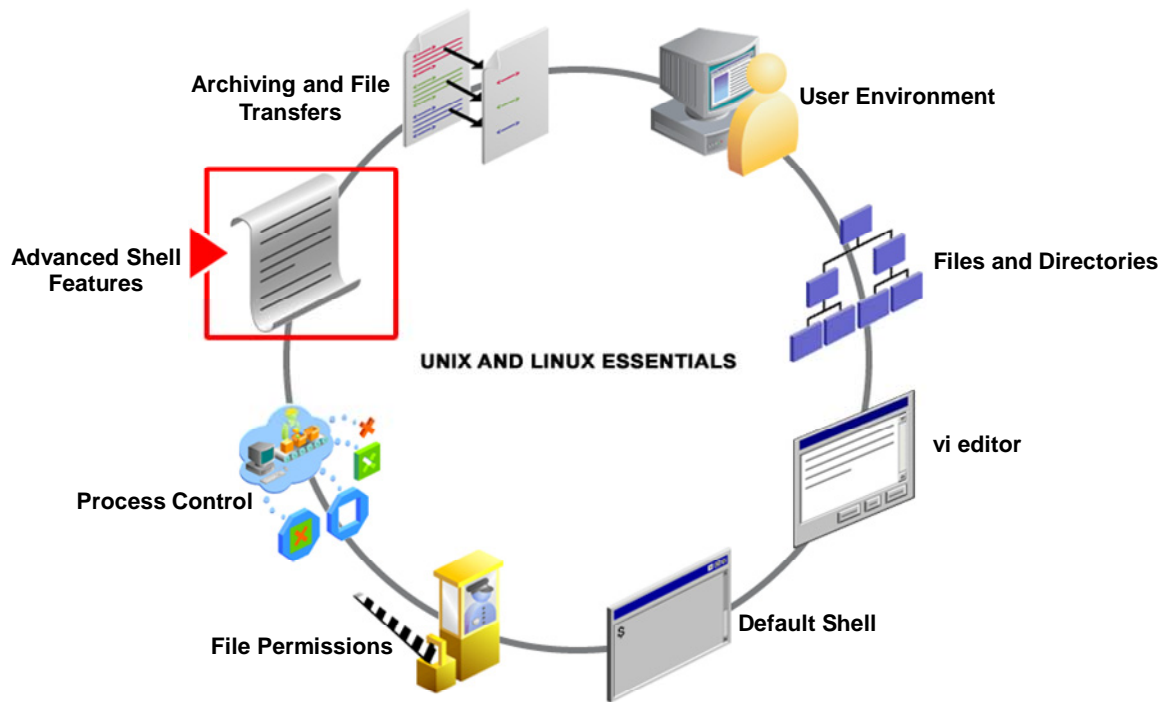 Archiving and File
Transfers
User Environment
Advanced Shell
Features
Files and Directories
UNIX AND LINUX ESSENTIALS
vi editor
Process Control
$
Default Shell
File Permissions